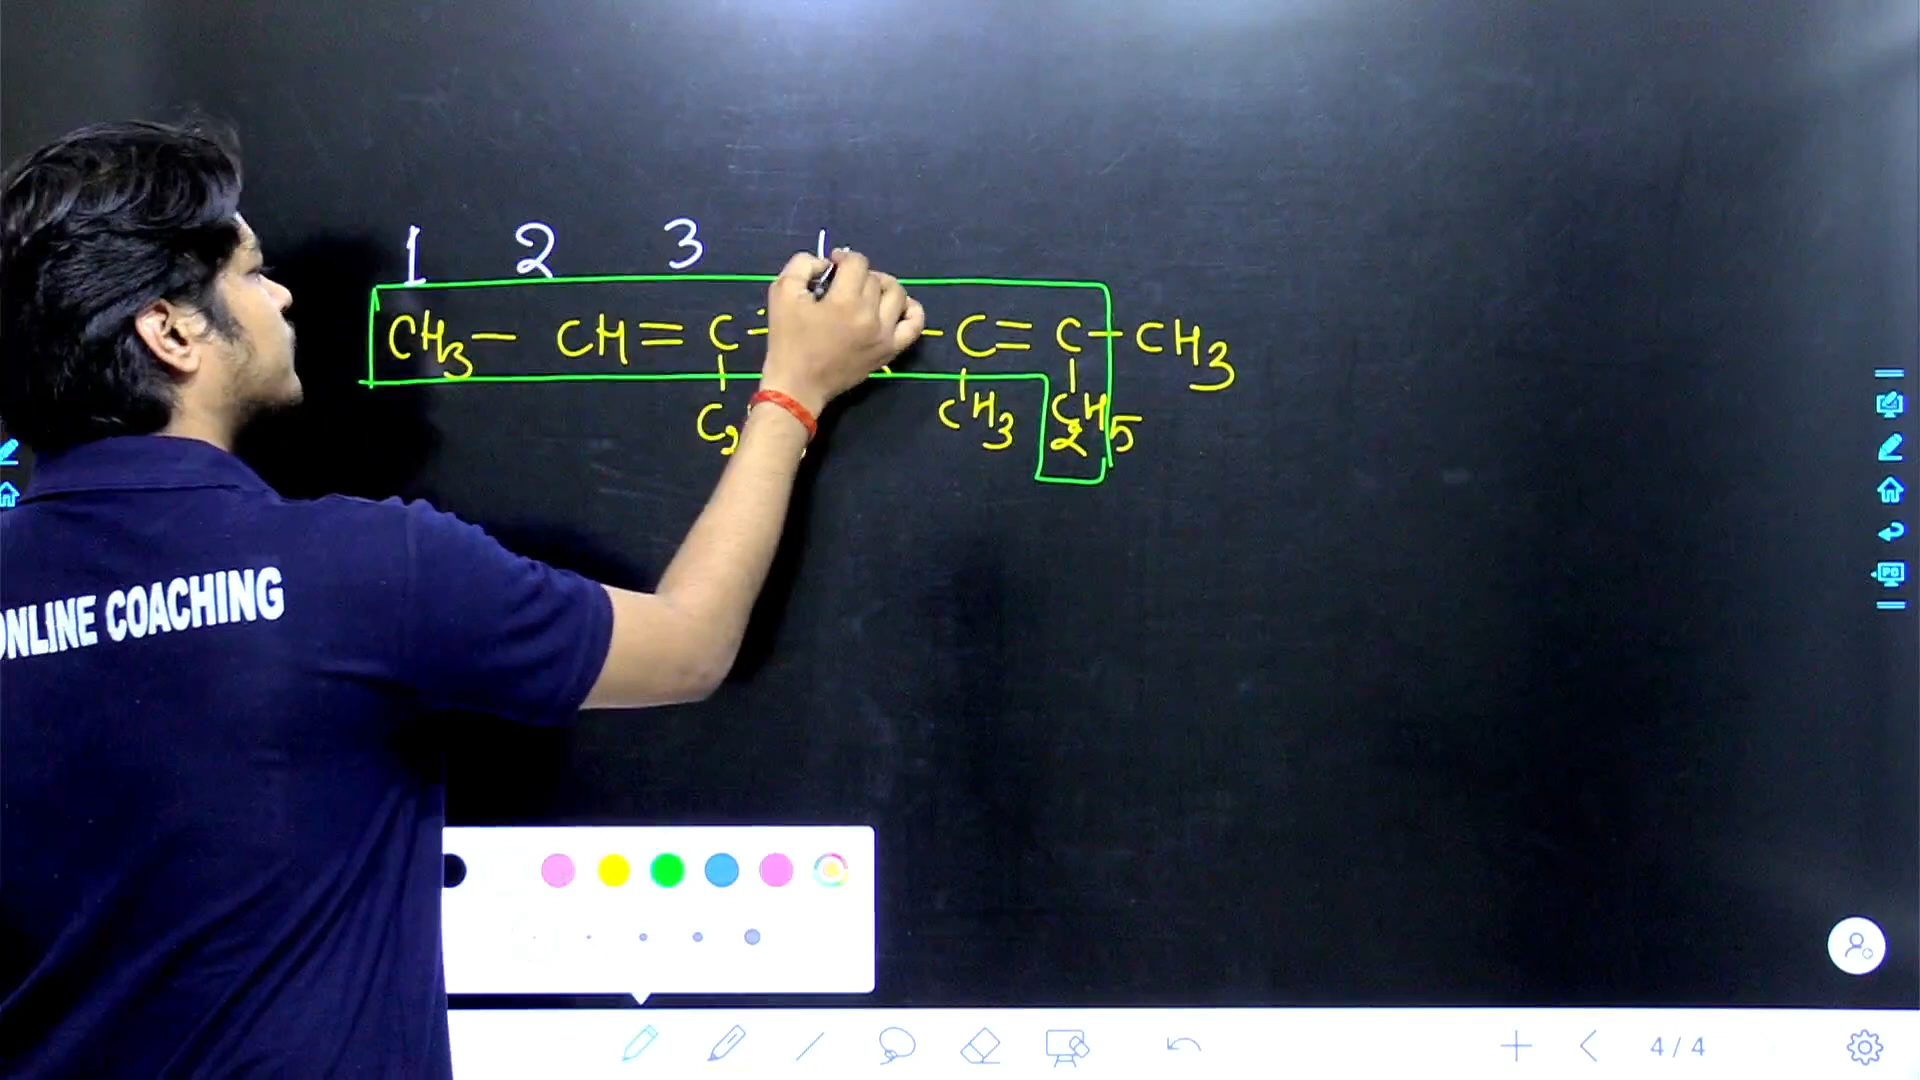 1 2 3
CH₃ — CH = C - C = C - CH₃
CH₃ C₂H₅
ONLINE COACHING
4 / 4